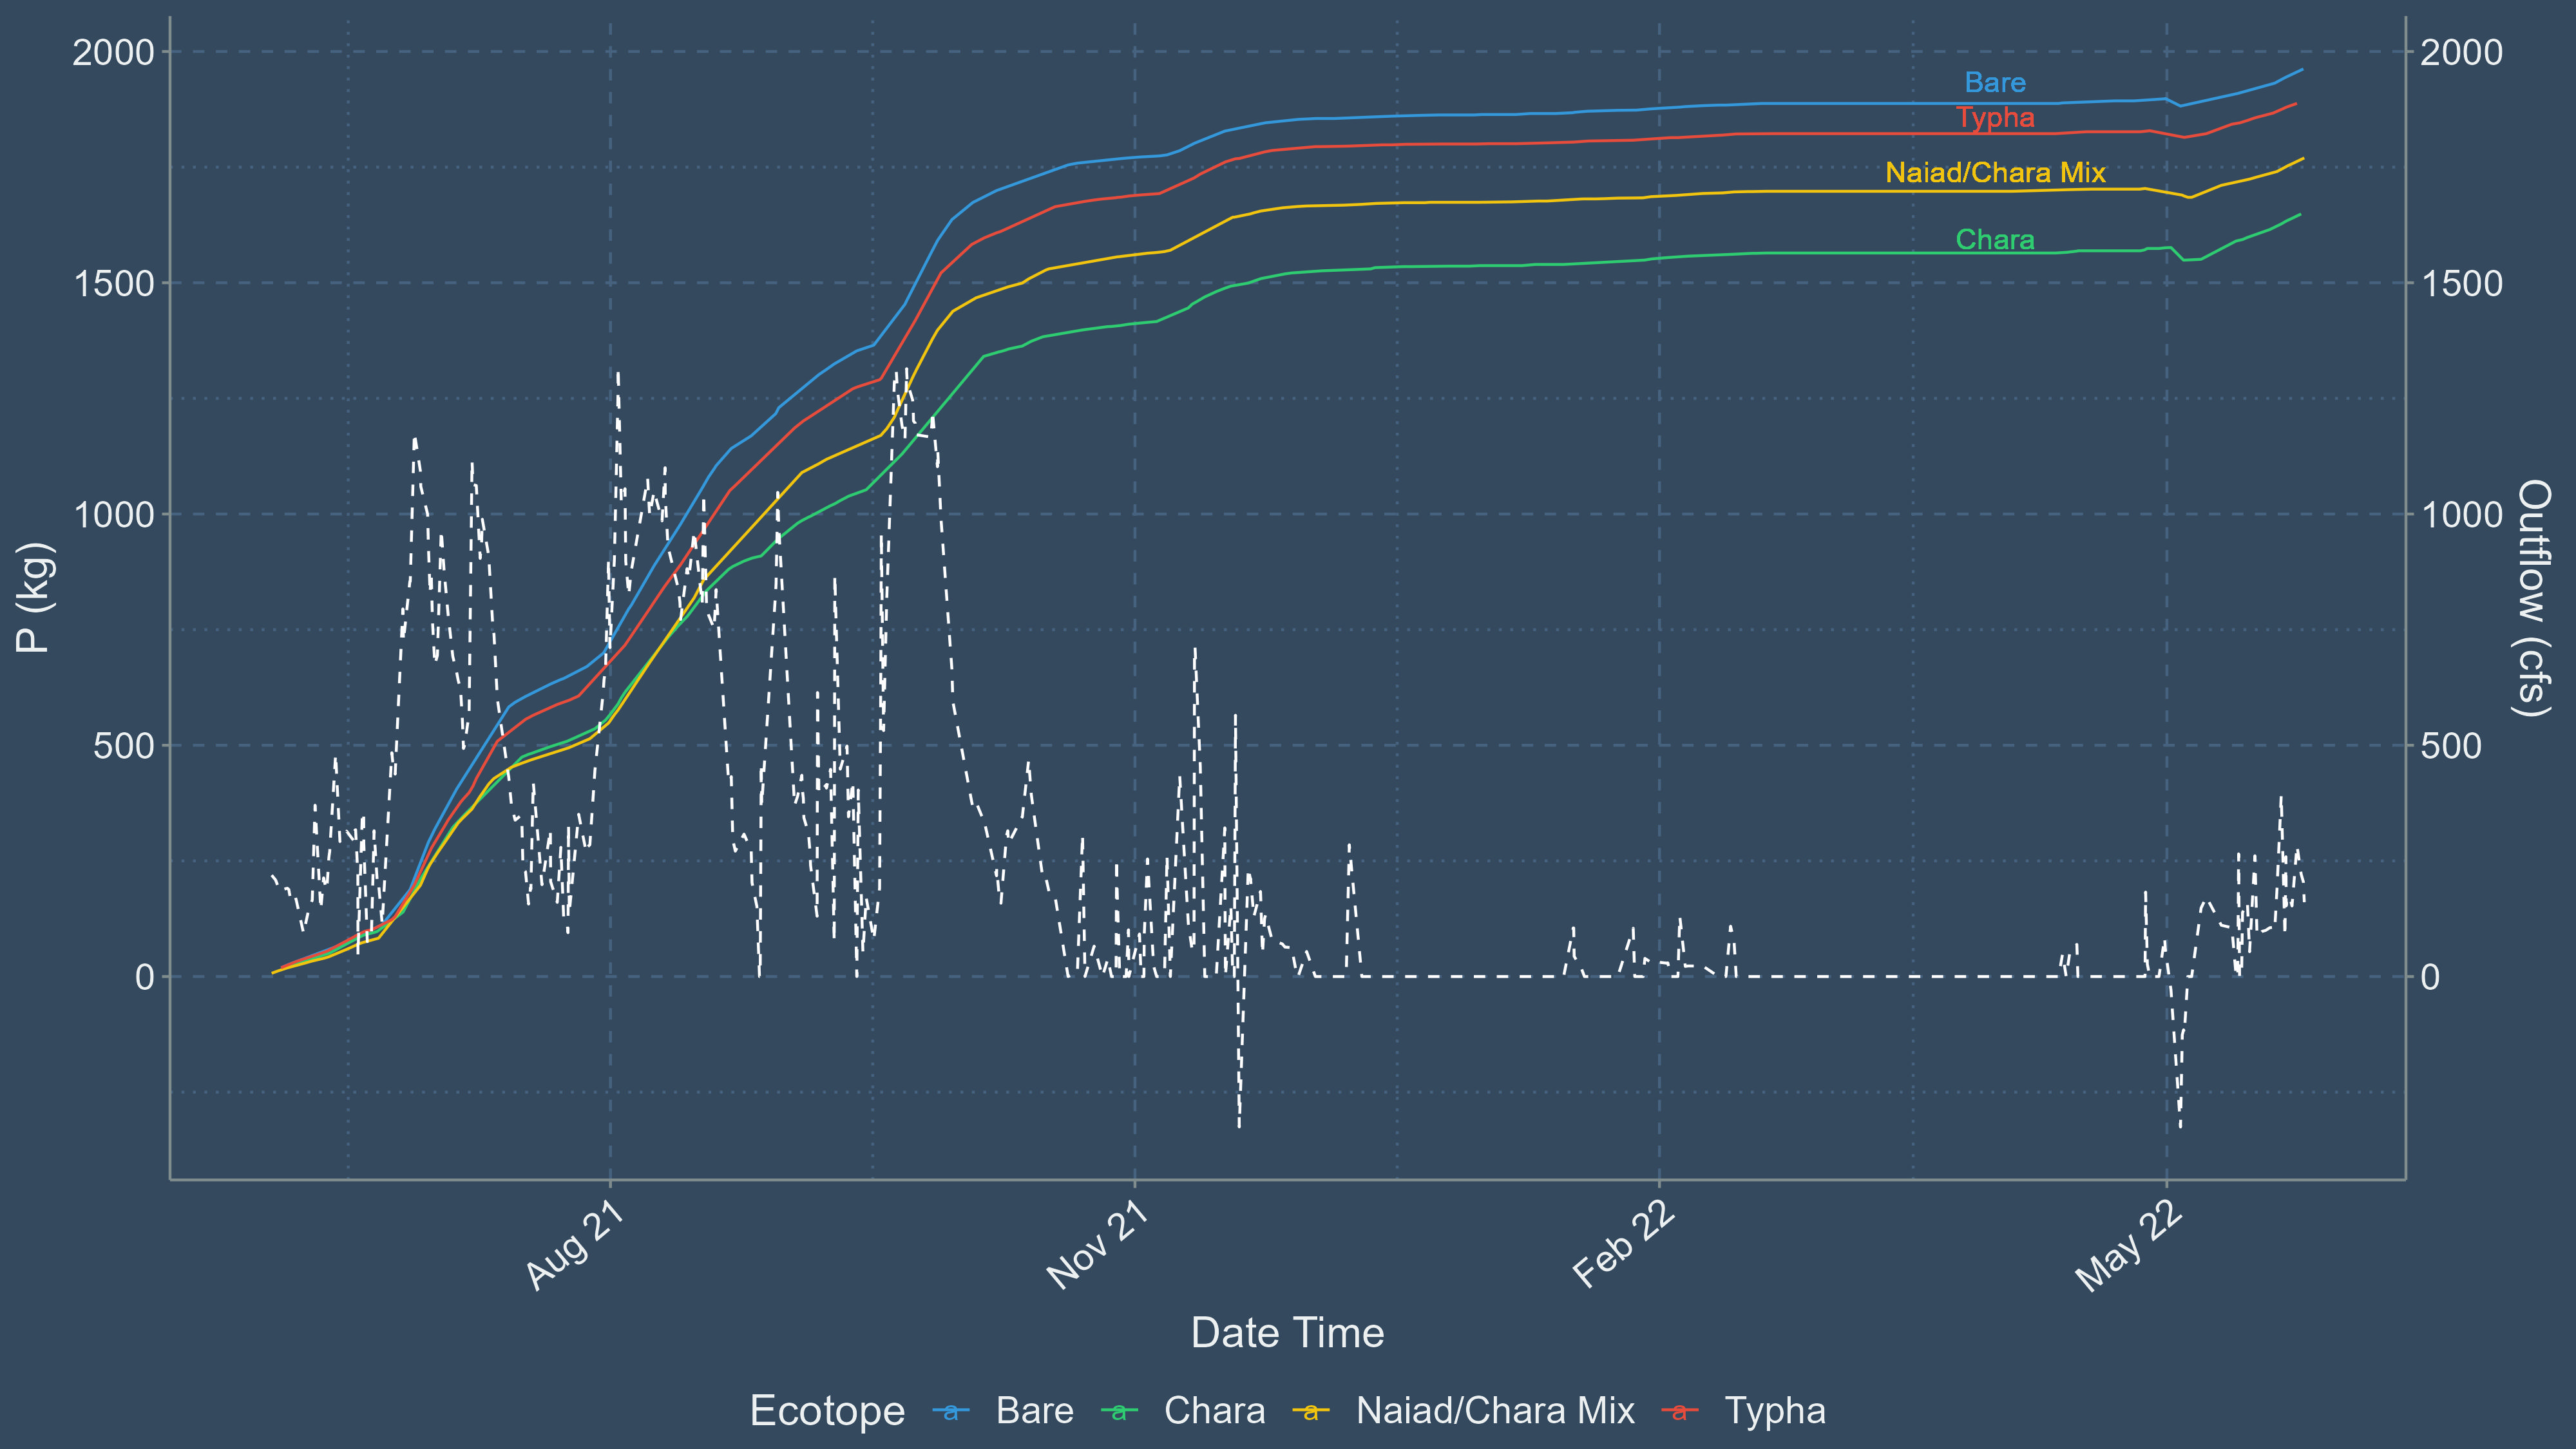 2000
1500
1000
500
0
P (kg)
2000
1500
1000
500
0
Outflow (cfs)
Bare
Typha
Naiad/Chara Mix
Chara
Aug 21
Nov 21
Feb 22
May 22
Date Time
Ecotope a Bare a Chara a Naiad/Chara Mix a Typha